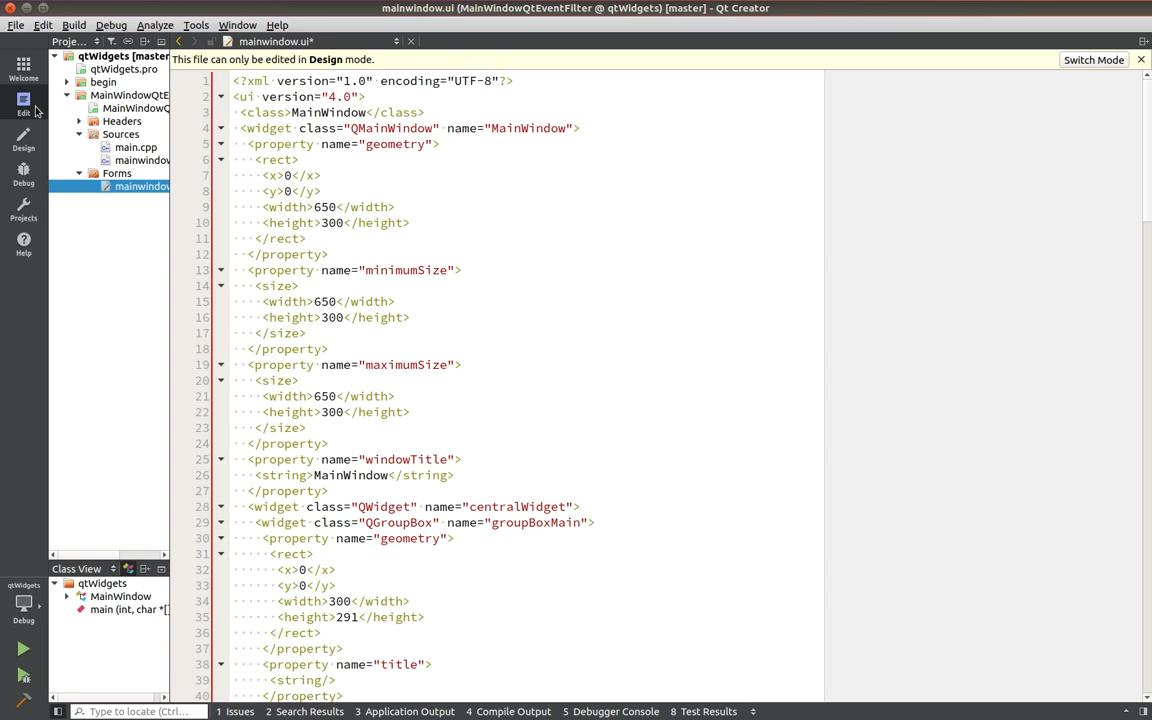 mainwindow.ui (MainWindowQtEventFilter @ qtWidgets) [master] - Qt Creator
File Edit Build Debug Analyze Tools Window Help
Proje... mainwindow.ui*
This file can only be edited in Design mode. Switch Mode
Welcome
Edit
Design
Debug
Projects
Help
qtWidgets
Debug
qtWidgets [master
qtWidgets.pro
begin
MainWindowQtE
MainWindowQ
Headers
Sources
main.cpp
mainwindow
Forms
mainwindow
Class View
qtWidgets
MainWindow
main (int, char *[]
1 <?xml version="1.0" encoding="UTF-8"?>
2 <ui version="4.0">
3 <class>MainWindow</class>
4 <widget class="QMainWindow" name="MainWindow">
5 <property name="geometry">
6 <rect>
7 <x>0</x>
8 <y>0</y>
9 <width>650</width>
10 <height>300</height>
11 </rect>
12 </property>
13 <property name="minimumSize">
14 <size>
15 <width>650</width>
16 <height>300</height>
17 </size>
18 </property>
19 <property name="maximumSize">
20 <size>
21 <width>650</width>
22 <height>300</height>
23 </size>
24 </property>
25 <property name="windowTitle">
26 <string>MainWindow</string>
27 </property>
28 <widget class="QWidget" name="centralWidget">
29 <widget class="QGroupBox" name="groupBoxMain">
30 <property name="geometry">
31 <rect>
32 <x>0</x>
33 <y>0</y>
34 <width>300</width>
35 <height>291</height>
36 </rect>
37 </property>
38 <property name="title">
39 <string/>
40 </property>
Type to locate (Ctrl... 1 Issues 2 Search Results 3 Application Output 4 Compile Output 5 Debugger Console 8 Test Results